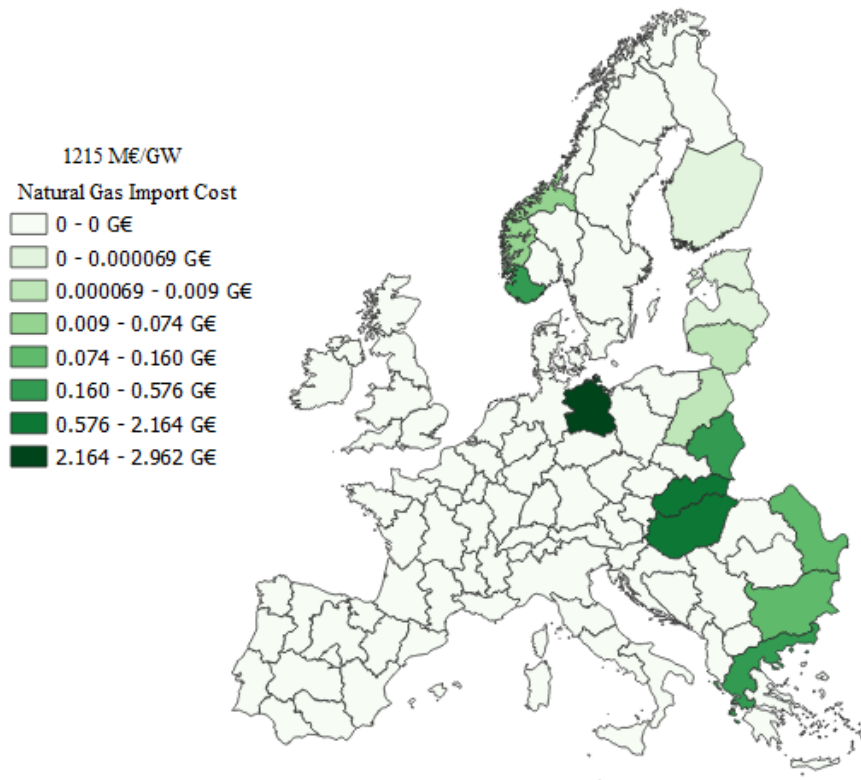 1215 M€/GW
Natural Gas Import Cost
0 - 0 G€
0 - 0.000069 G€
0.000069 - 0.009 G€
0.009 - 0.074 G€
0.074 - 0.160 G€
0.160 - 0.576 G€
0.576 - 2.164 G€
2.164 - 2.962 G€